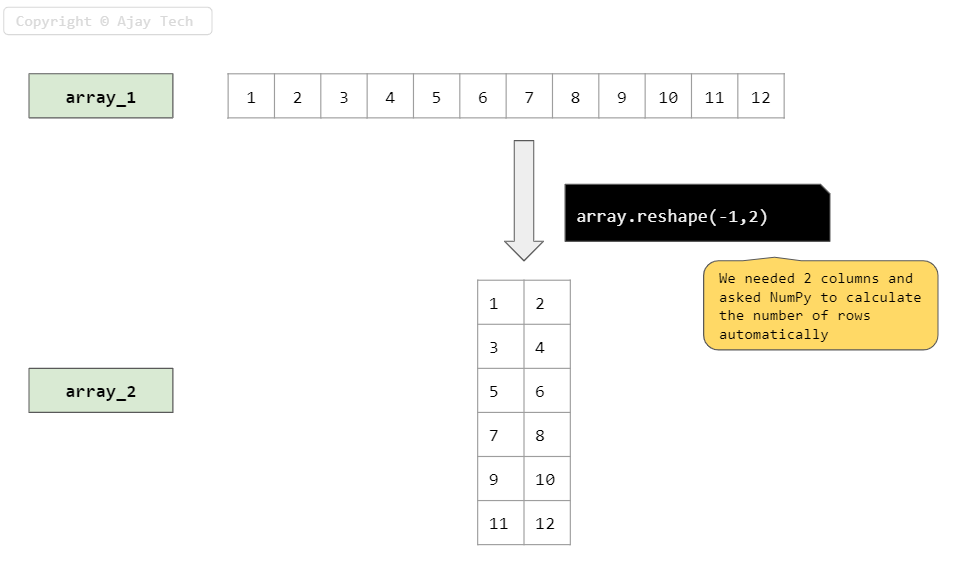 Copyright © Ajay Tech
array_1
1 2 3 4 5 6 7 8 9 10 11 12
array.reshape(-1,2)
We needed 2 columns and
asked NumPy to calculate
the number of rows
automatically
1 2
3 4
array_2
5 6
7 8
9 10
11 12